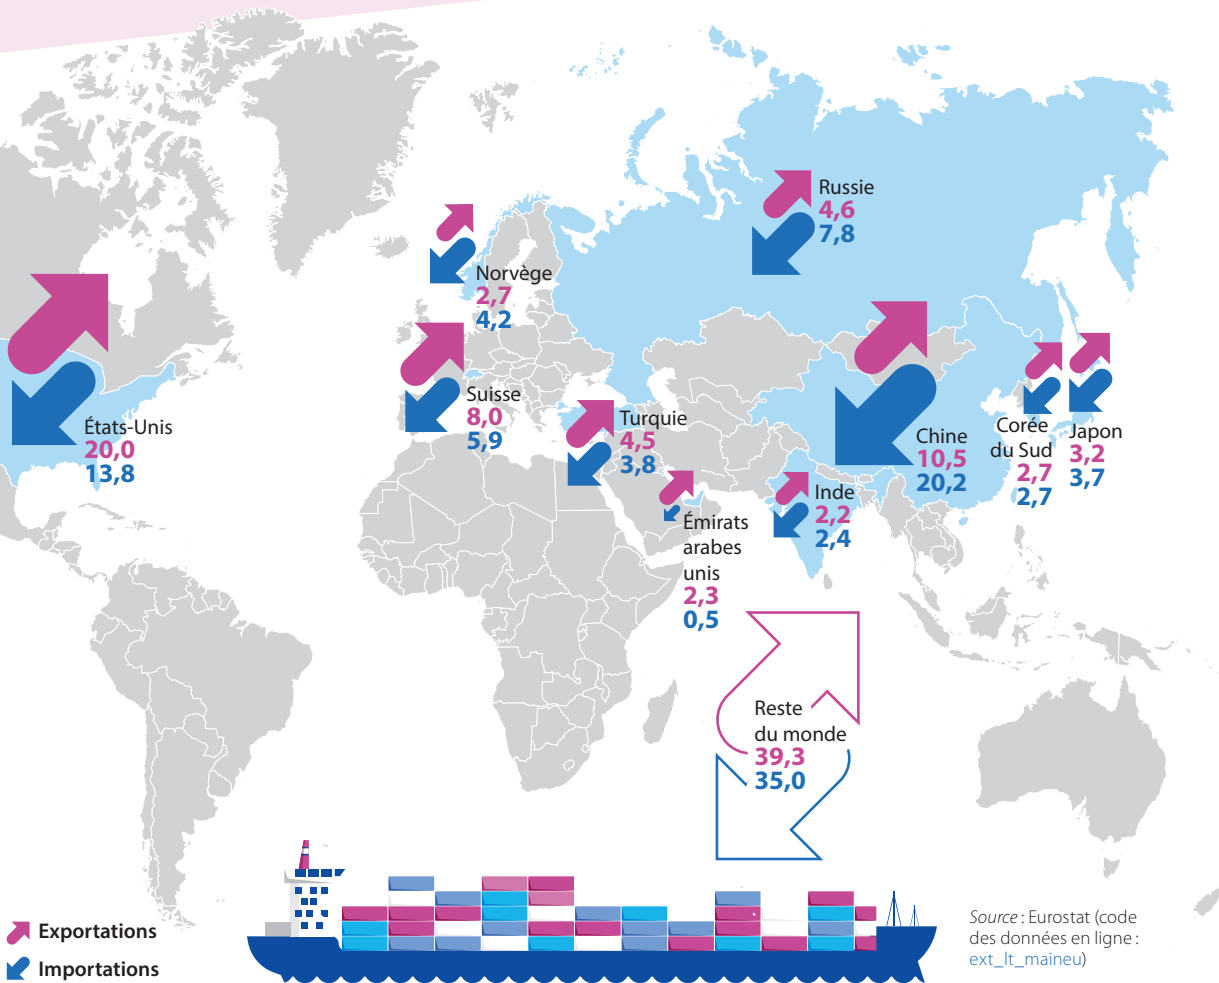 Russie
4,6
7,8
Norvège
2,7
4,2
Suisse
8,0
5,9
États-Unis
20,0
13,8
Turquie
4,5
3,8
Chine
10,5
20,2
Corée
du Sud
2,7
2,7
Japon
3,2
3,7
Inde
2,2
2,4
Émirats
arabes
unis
2,3
0,5
Reste
du monde
39,3
35,0
Exportations
Importations
Source : Eurostat (code
des données en ligne :
ext_lt_maineu)